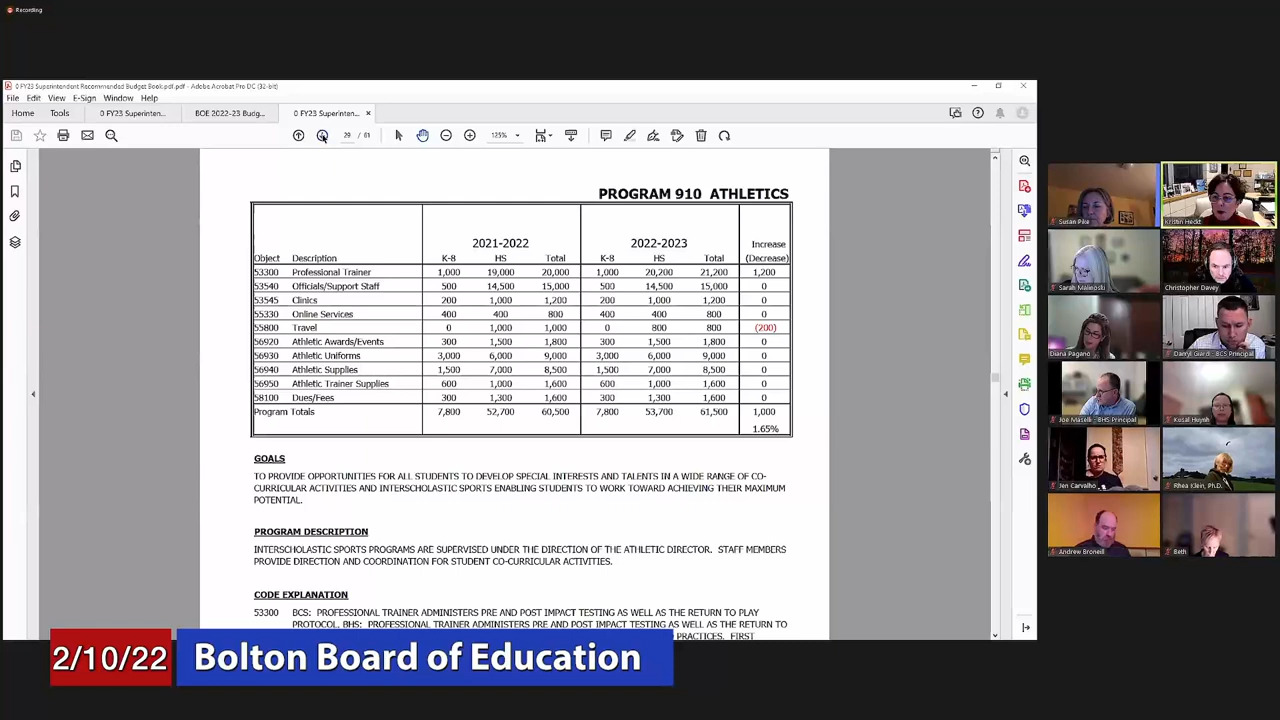 Recording
0 FY23 Superintendent Recommended Budget Book.pdf.pdf - Adobe Acrobat Pro DC (32-bit)
File Edit View E-Sign Window Help
Home Tools 0 FY23 Superinten... BOE 2022-23 Budg... 0 FY23 Superinten... ×
29 / 81 125%
PROGRAM 910 ATHLETICS
2021-2022 2022-2023 Increase
Object Description K-8 HS Total K-8 HS Total (Decrease)
53300 Professional Trainer 1,000 19,000 20,000 1,000 20,200 21,200 1,200
53540 Officials/Support Staff 500 14,500 15,000 500 14,500 15,000 0
53545 Clinics 200 1,000 1,200 200 1,000 1,200 0
55330 Online Services 400 400 800 400 400 800 0
55800 Travel 0 1,000 1,000 0 800 800 (200)
56920 Athletic Awards/Events 300 1,500 1,800 300 1,500 1,800 0
56930 Athletic Uniforms 3,000 6,000 9,000 3,000 6,000 9,000 0
56940 Athletic Supplies 1,500 7,000 8,500 1,500 7,000 8,500 0
56950 Athletic Trainer Supplies 600 1,000 1,600 600 1,000 1,600 0
58100 Dues/Fees 300 1,300 1,600 300 1,300 1,600 0
Program Totals 7,800 52,700 60,500 7,800 53,700 61,500 1,000
1.65%
GOALS
TO PROVIDE OPPORTUNITIES FOR ALL STUDENTS TO DEVELOP SPECIAL INTERESTS AND TALENTS IN A WIDE RANGE OF CO-
CURRICULAR ACTIVITIES AND INTERSCHOLASTIC SPORTS ENABLING STUDENTS TO WORK TOWARD ACHIEVING THEIR MAXIMUM
POTENTIAL.
PROGRAM DESCRIPTION
INTERSCHOLASTIC SPORTS PROGRAMS ARE SUPERVISED UNDER THE DIRECTION OF THE ATHLETIC DIRECTOR. STAFF MEMBERS
PROVIDE DIRECTION AND COORDINATION FOR STUDENT CO-CURRICULAR ACTIVITIES.
CODE EXPLANATION
53300 BCS: PROFESSIONAL TRAINER ADMINISTERS PRE AND POST IMPACT TESTING AS WELL AS THE RETURN TO PLAY
PROTOCOL. BHS: PROFESSIONAL TRAINER ADMINISTERS PRE AND POST IMPACT TESTING AS WELL AS THE RETURN TO
PRACTICES. FIRST
Susan Pike Kristin Heckt
Sarah Malinoski Christopher Davey
Diana Pagano Darryl Giard - BCS Principal
Joe Maselli - BHS Principal Kusal Huynh
Jen Carvalho Rhea Klein, Ph.D.
Andrew Broneill Beth
2/10/22 Bolton Board of Education